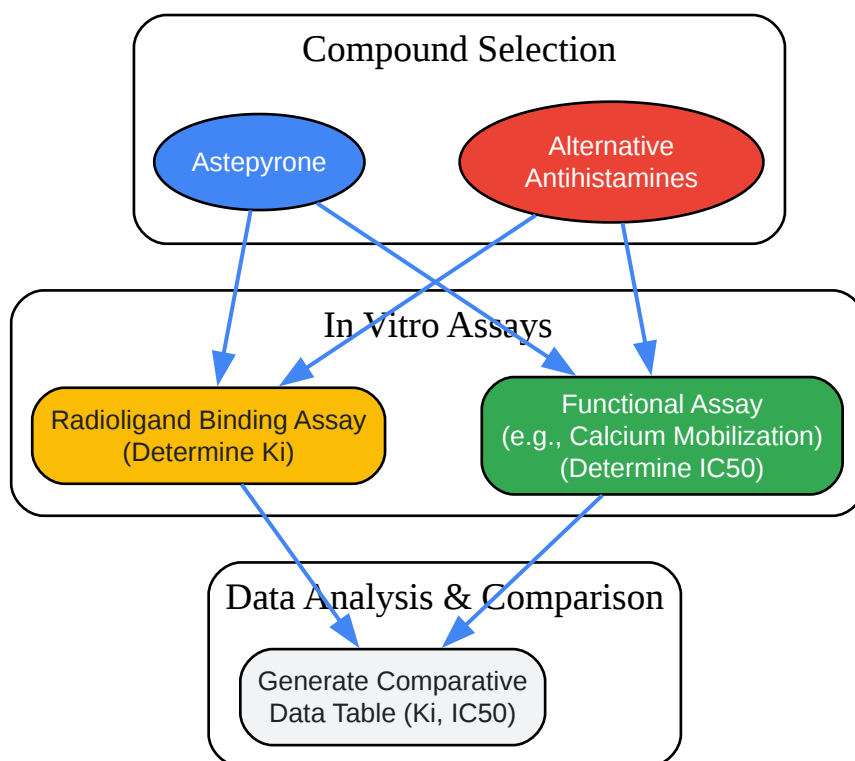 Compound Selection
Astepyrone
Alternative
Antihistamines
In Vitro Assays
Radioligand Binding Assay
(Determine Ki)
Functional Assay
(e.g., Calcium Mobilization)
(Determine IC50)
Data Analysis & Comparison
Generate Comparative
Data Table (Ki, IC50)